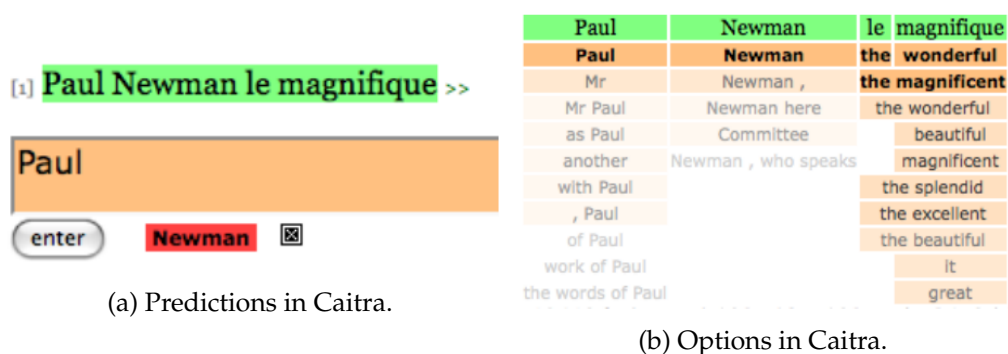 [1] Paul Newman le magnifique >>
Paul
enter Newman
(a) Predictions in Caitra.
Paul Newman le magnifique
Paul Newman the wonderful
Mr Newman , the magnificent
Mr Paul Newman here the wonderful
as Paul Committee beautiful
another Newman , who speaks magnificent
with Paul the splendid
, Paul the excellent
of Paul the beautiful
work of Paul it
the words of Paul great
(b) Options in Caitra.